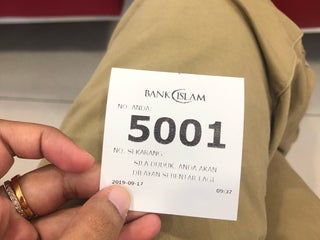 BANK ISLAM
NO. ANDA:
5001
NO. SEKARANG:
SILA DUDUK, ANDA AKAN
DILAYAN SEBENTAR LAGI
2019-09-17 09:37